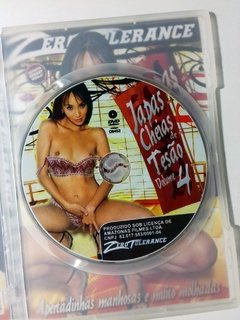 ZERO TOLERANCE
DVD
Japas
Cheias de
Tesão
Volume 4
PRODUZIDO SOB LICENÇA DE
AMAZONAS FILMES LTDA
ZERO TOLERANCE
Apertadinhas manhosas e muito molhadas